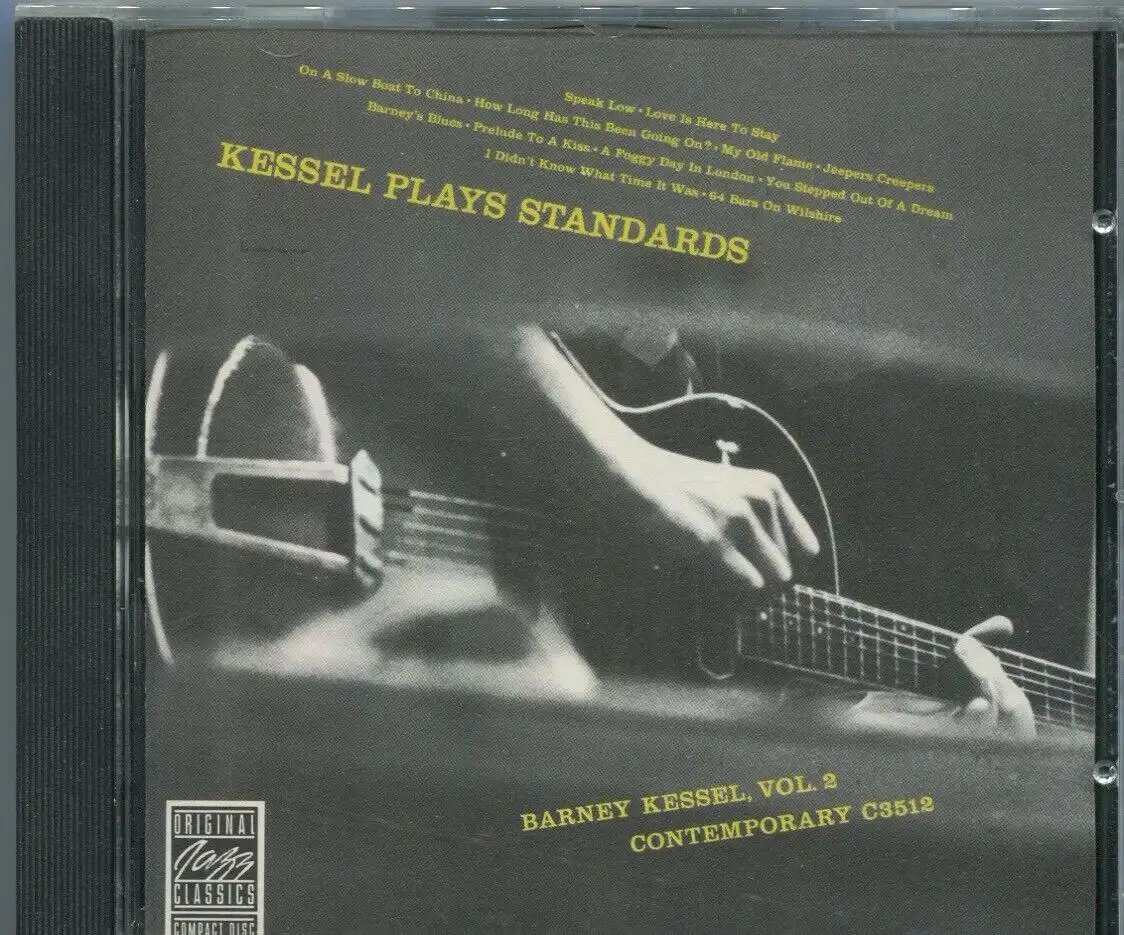 Speak Low • Love Is Here To Stay
On A Slow Boat To China • How Long Has This Been Going On? • My Old Flame • Jeepers Creepers
Barney's Blues • Prelude To A Kiss • A Foggy Day In London • You Stepped Out Of A Dream
I Didn't Know What Time It Was • 64 Bars On Wilshire
KESSEL PLAYS STANDARDS
BARNEY KESSEL, VOL. 2
CONTEMPORARY C3512
ORIGINAL
Jazz
CLASSICS
COMPACT DISC